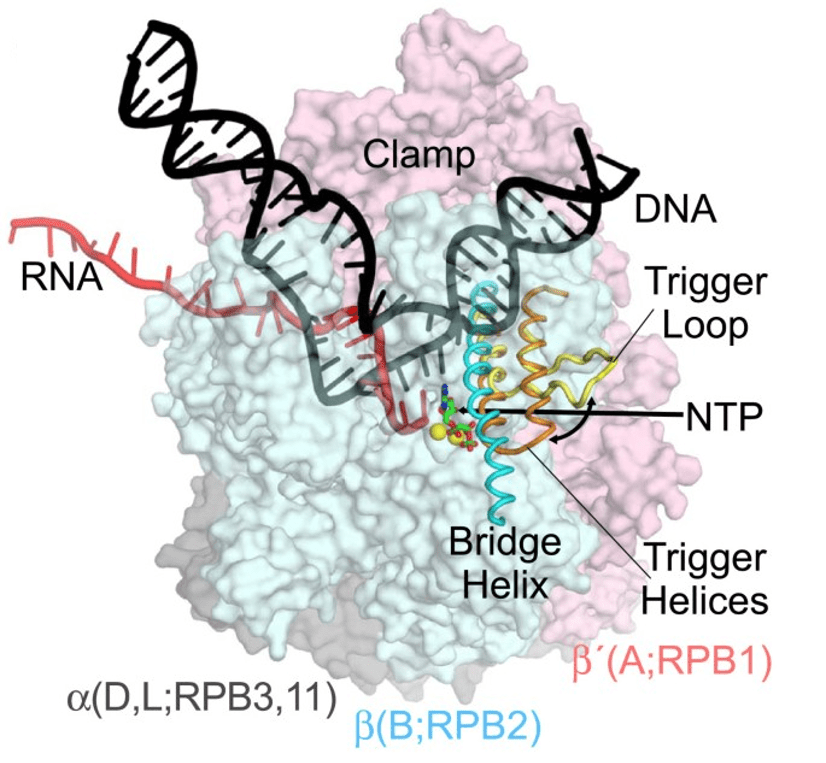 Clamp
DNA
RNA
Trigger
Loop
NTP
Bridge
Helix
Trigger
Helices
β´(A;RPB1)
α(D,L;RPB3,11)
β(B;RPB2)